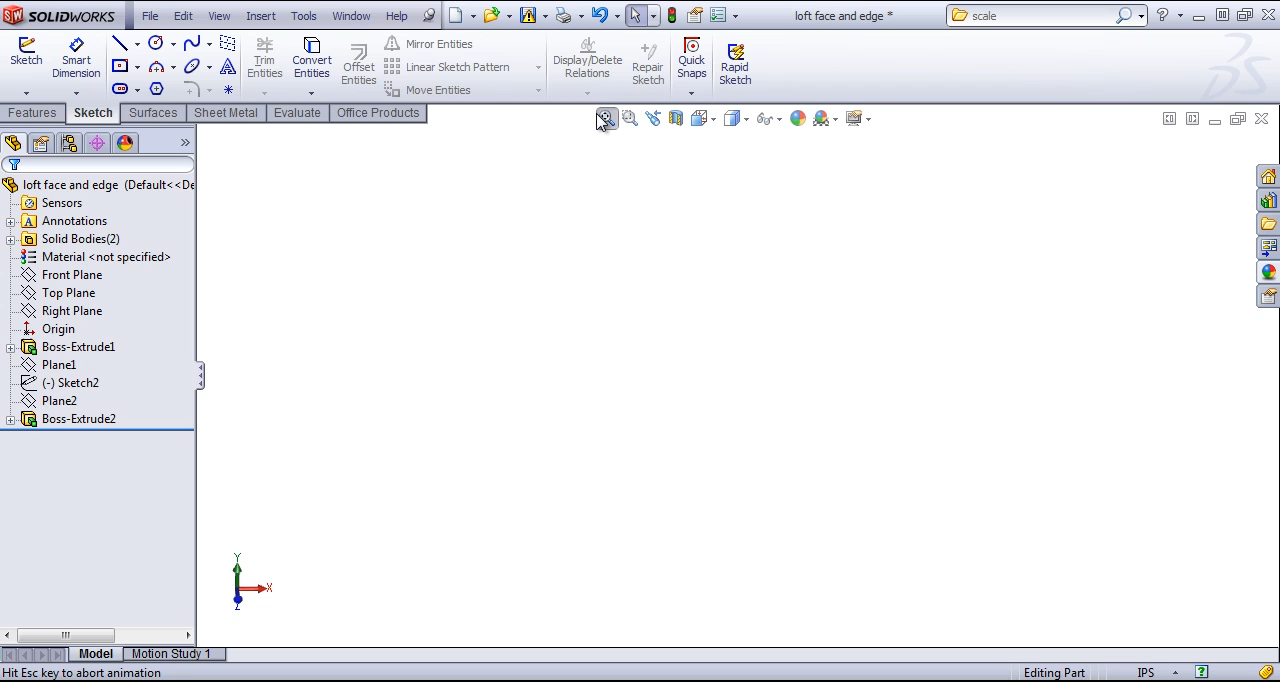 SOLIDWORKS File Edit View Insert Tools Window Help loft face and edge * scale
Sketch Smart Dimension Trim Entities Convert Entities Offset Entities Mirror Entities Linear Sketch Pattern Move Entities Display/Delete Relations Repair Sketch Quick Snaps Rapid Sketch
Features Sketch Surfaces Sheet Metal Evaluate Office Products
loft face and edge (Default<<De
Sensors
Annotations
Solid Bodies(2)
Material <not specified>
Front Plane
Top Plane
Right Plane
Origin
Boss-Extrude1
Plane1
(-) Sketch2
Plane2
Boss-Extrude2
Y
X
Z
Model Motion Study 1
Hit Esc key to abort animation Editing Part IPS